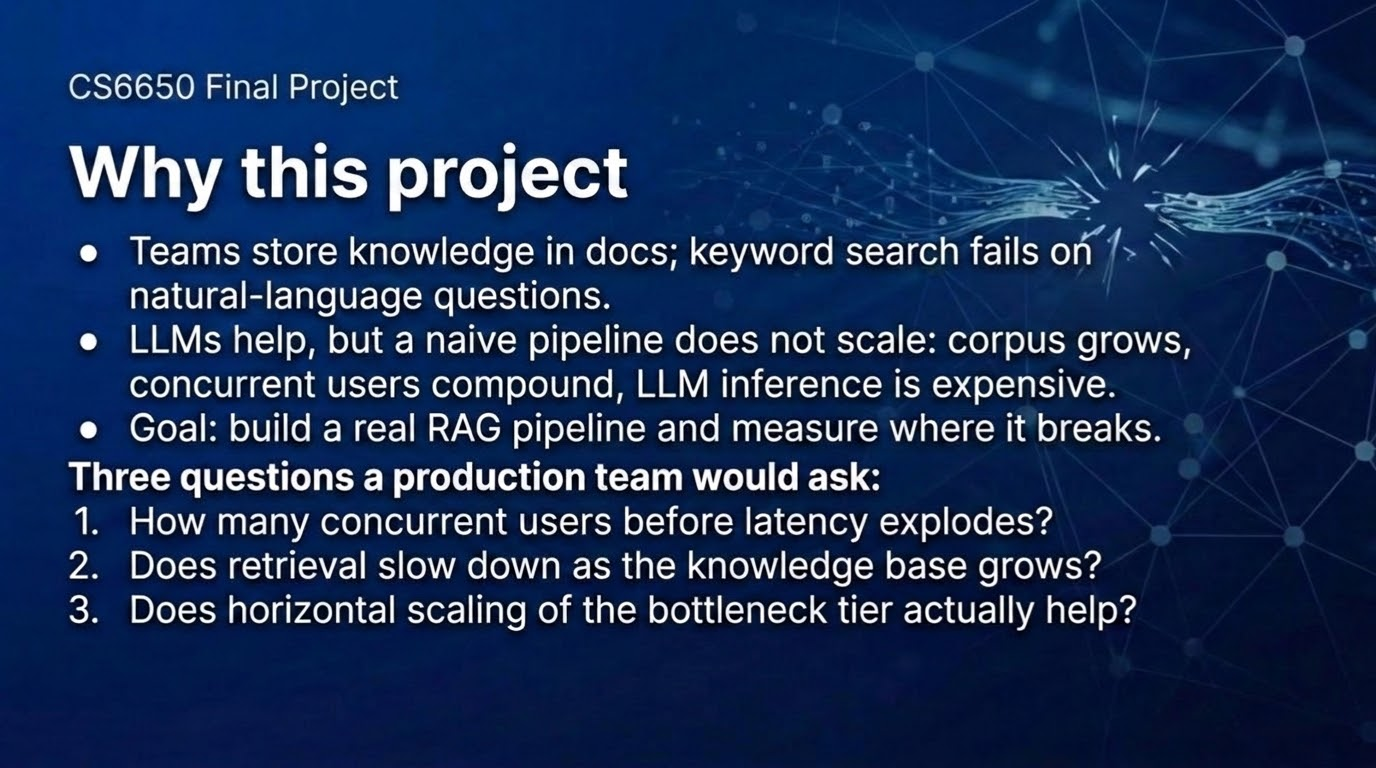 CS6650 Final Project
Why this project
● Teams store knowledge in docs; keyword search fails on
natural-language questions.
● LLMs help, but a naive pipeline does not scale: corpus grows,
concurrent users compound, LLM inference is expensive.
● Goal: build a real RAG pipeline and measure where it breaks.
Three questions a production team would ask:
1. How many concurrent users before latency explodes?
2. Does retrieval slow down as the knowledge base grows?
3. Does horizontal scaling of the bottleneck tier actually help?